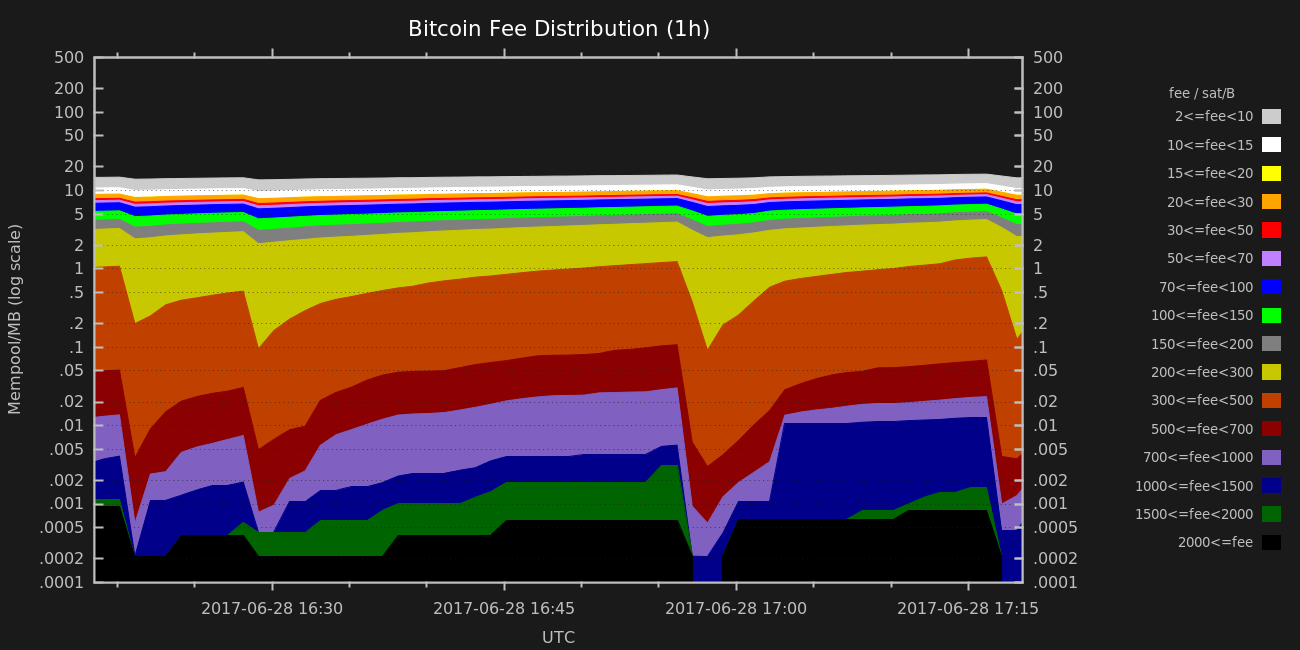 Bitcoin Fee Distribution (1h)
500 500
200 200
100 100
50 50
20 20
10 10
5 5
2 2
1 1
.5 .5
.2 .2
.1 .1
.05 .05
.02 .02
.01 .01
.005 .005
.002 .002
.001 .001
.0005 .0005
.0002 .0002
.0001 .0001
Mempool/MB (log scale)
2017-06-28 16:30 2017-06-28 16:45 2017-06-28 17:00 2017-06-28 17:15
UTC
fee / sat/B
2<=fee<10
10<=fee<15
15<=fee<20
20<=fee<30
30<=fee<50
50<=fee<70
70<=fee<100
100<=fee<150
150<=fee<200
200<=fee<300
300<=fee<500
500<=fee<700
700<=fee<1000
1000<=fee<1500
1500<=fee<2000
2000<=fee